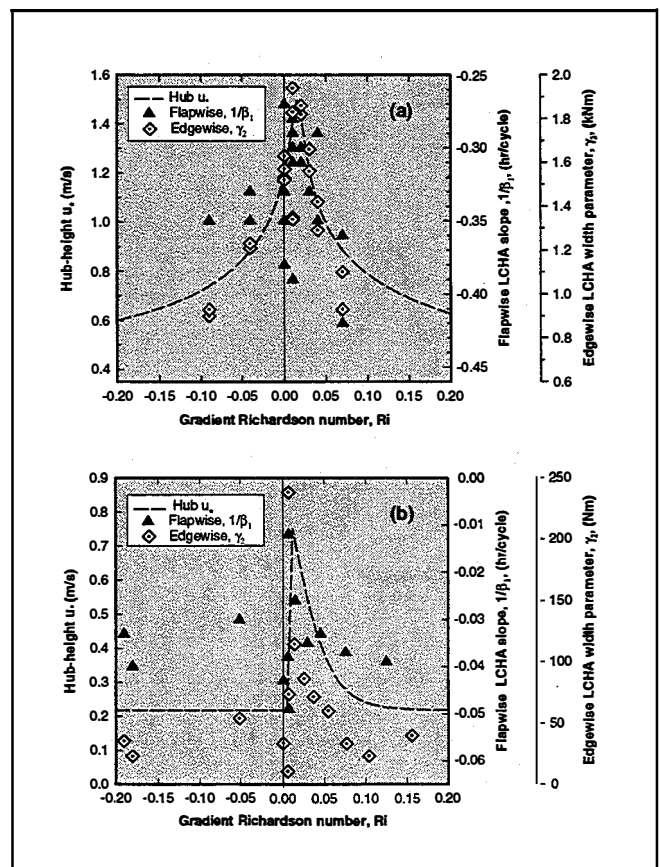 (a)
Hub u*
Flapwise, 1/β1
Edgewise, γ2
1.6
1.4
1.2
1.0
0.8
0.6
0.4
Hub-height u* (m/s)
-0.20 -0.15 -0.10 -0.05 0.00 0.05 0.10 0.15 0.20
Gradient Richardson number, Ri
-0.25
-0.30
-0.35
-0.40
-0.45
Flapwise LCHA slope ,1/β1, (hr/cycle)
2.0
1.8
1.6
1.4
1.2
1.0
0.8
0.6
Edgewise LCHA width parameter, γ2, (kNm)
(b)
Hub u*
Flapwise, 1/β1
Edgewise, γ2
0.9
0.8
0.7
0.6
0.5
0.4
0.3
0.2
0.1
0.0
Hub-height u* (m/s)
-0.20 -0.15 -0.10 -0.05 0.00 0.05 0.10 0.15 0.20
Gradient Richardson number, Ri
0.00
-0.01
-0.02
-0.03
-0.04
-0.05
-0.06
Flapwise LCHA slope, 1/β1, (hr/cycle)
250
200
150
100
50
0
Edgewise LCHA width parameter, γ2, (Nm)